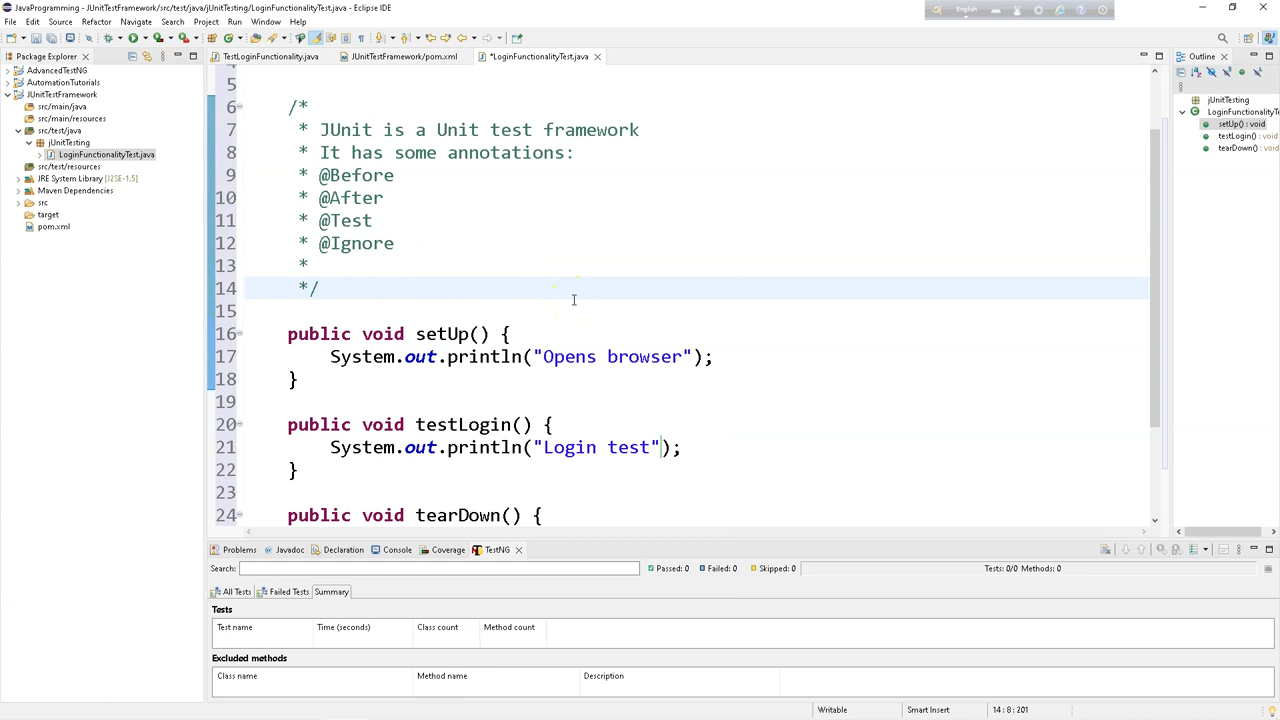 JavaProgramming - JUnitTestFramework/src/test/java/jUnitTesting/LoginFunctionalityTest.java - Eclipse IDE
English
File Edit Source Refactor Navigate Search Project Run Window Help
Package Explorer
TestLoginFunctionality.java
JUnitTestFramework/pom.xml
*LoginFunctionalityTest.java
Outline
AdvancedTestNG
AutomationTutorials
JUnitTestFramework
src/main/java
src/main/resources
src/test/java
jUnitTesting
LoginFunctionalityTest.java
src/test/resources
JRE System Library [J2SE-1.5]
Maven Dependencies
src
target
pom.xml
5
6 /*
7 * JUnit is a Unit test framework
8 * It has some annotations:
9 * @Before
10 * @After
11 * @Test
12 * @Ignore
13 *
14 */
15
16 public void setUp() {
17 System.out.println("Opens browser");
18 }
19
20 public void testLogin() {
21 System.out.println("Login test");
22 }
23
24 public void tearDown() {
jUnitTesting
LoginFunctionalityT
setUp() : void
testLogin() : void
tearDown() : void
Problems Javadoc Declaration Console Coverage TestNG
Search:
Passed: 0 Failed: 0 Skipped: 0
Tests: 0/0 Methods: 0
All Tests Failed Tests Summary
Tests
Test name Time (seconds) Class count Method count
Excluded methods
Class name Method name Description
Writable Smart Insert 14 : 8 : 201